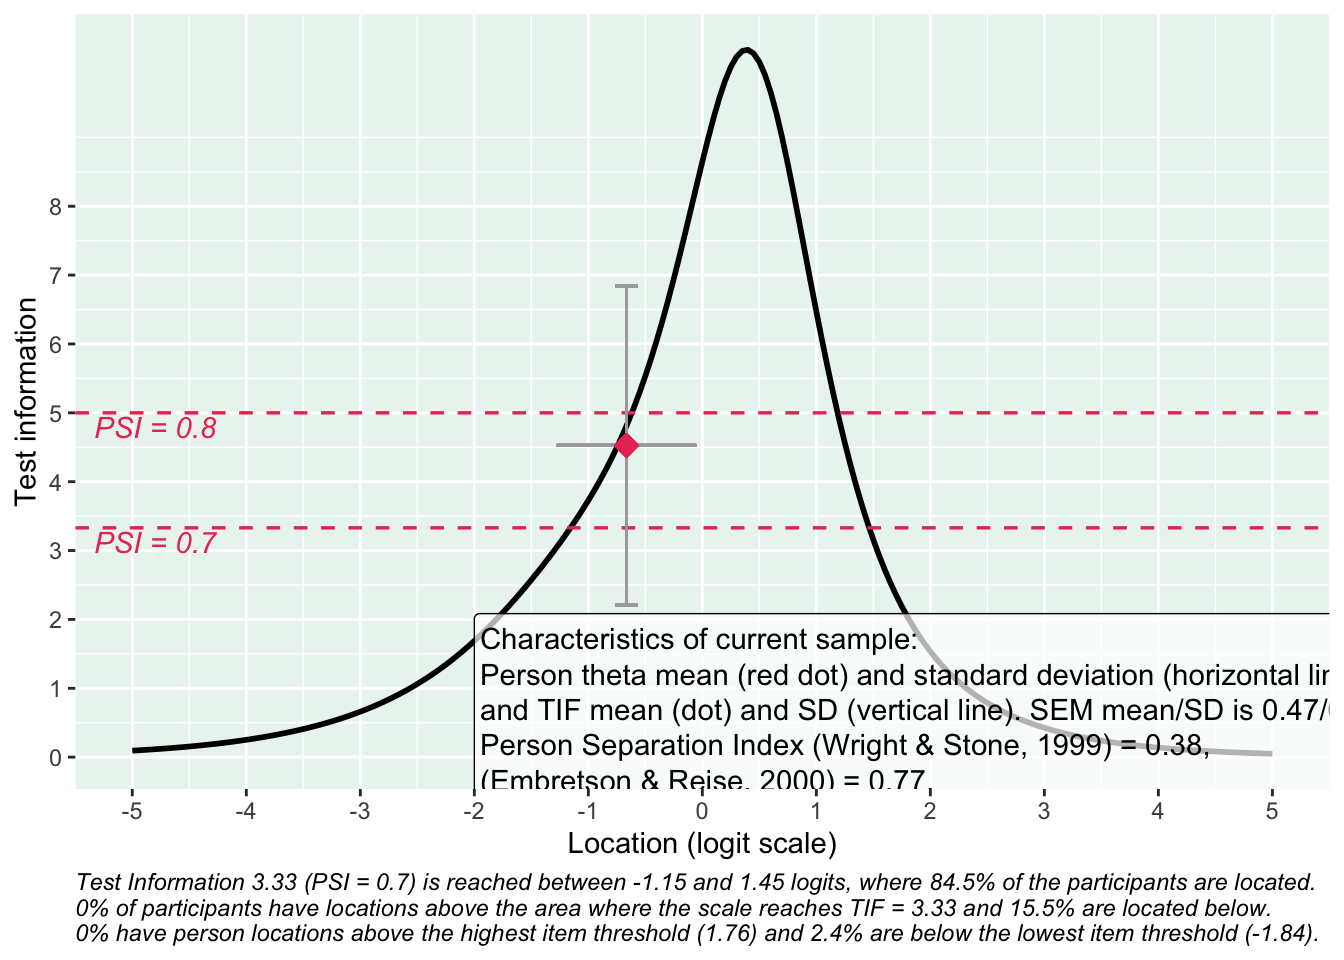 8
7
6
5
4
3
2
1
0
Test information
PSI = 0.8
PSI = 0.7
Characteristics of current sample:
Person theta mean (red dot) and standard deviation (horizontal
and TIF mean (dot) and SD (vertical line). SEM mean/SD is 0.47/
Person Separation Index (Wright & Stone, 1999) = 0.38,
(Embretson & Reise, 2000) = 0.77
-5 -4 -3 -2 -1 0 1 2 3 4 5
Location (logit scale)
Test Information 3.33 (PSI = 0.7) is reached between -1.15 and 1.45 logits, where 84.5% of the participants are located.
0% of participants have locations above the area where the scale reaches TIF = 3.33 and 15.5% are located below.
0% have person locations above the highest item threshold (1.76) and 2.4% are below the lowest item threshold (-1.84).